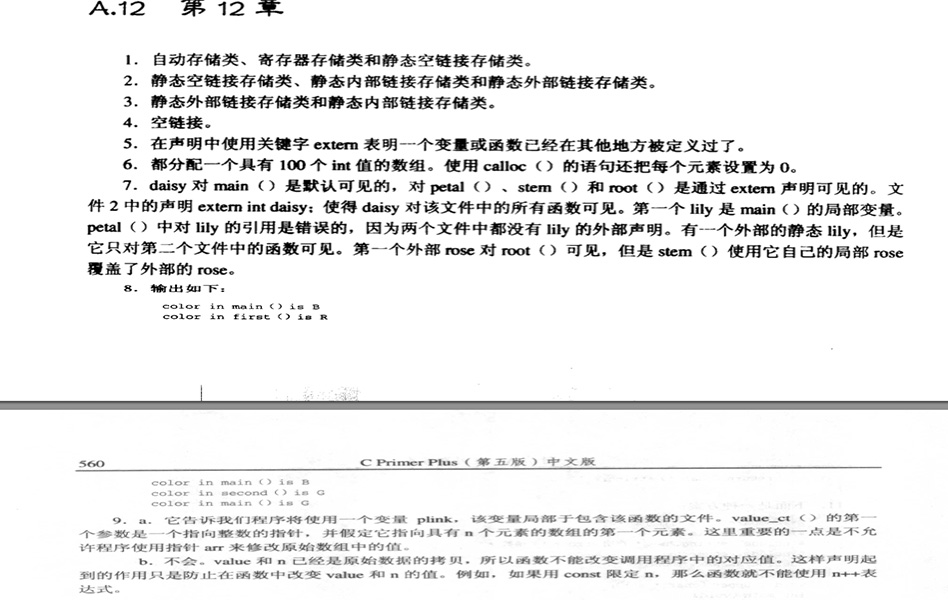 A.12 第 12 章
1. 自动存储类、寄存器存储类和静态空链接存储类。
2. 静态空链接存储类、静态内部链接存储类和静态外部链接存储类。
3. 静态外部链接存储类和静态内部链接存储类。
4. 空链接。
5. 在声明中使用关键字 extern 表明一个变量或函数已经在其他地方被定义过了。
6. 都分配一个具有 100 个 int 值的数组。使用 calloc（）的语句还把每个元素设置为 0。
7. daisy 对 main（）是默认可见的，对 petal（）、stem（）和 root（）是通过 extern 声明可见的。文
件 2 中的声明 extern int daisy; 使得 daisy 对该文件中的所有函数可见。第一个 lily 是 main（）的局部变量。
petal（）中对 lily 的引用是错误的，因为两个文件中都没有 lily 的外部声明。有一个外部的静态 lily，但是
它只对第二个文件中的函数可见。第一个外部 rose 对 root（）可见，但是 stem（）使用它自己的局部 rose
覆盖了外部的 rose。
8. 输出如下：
color in main () is B
color in first () is R
560 C Primer Plus（第五版）中文版
color in main () is B
color in second () is G
color in main () is G
9. a. 它告诉我们程序将使用一个变量 plink，该变量局部于包含该函数的文件。value_ct（）的第一
个参数是一个指向整数的指针，并假定它指向具有 n 个元素的数组的第一个元素。这里重要的一点是不允
许程序使用指针 arr 来修改原始数组中的值。
b. 不会。value 和 n 已经是原始数据的拷贝，所以函数不能改变调用程序中的对应值。这样声明起
到的作用只是防止在函数中改变 value 和 n 的值。例如，如果用 const 限定 n，那么函数就不能使用 n++表
达式。